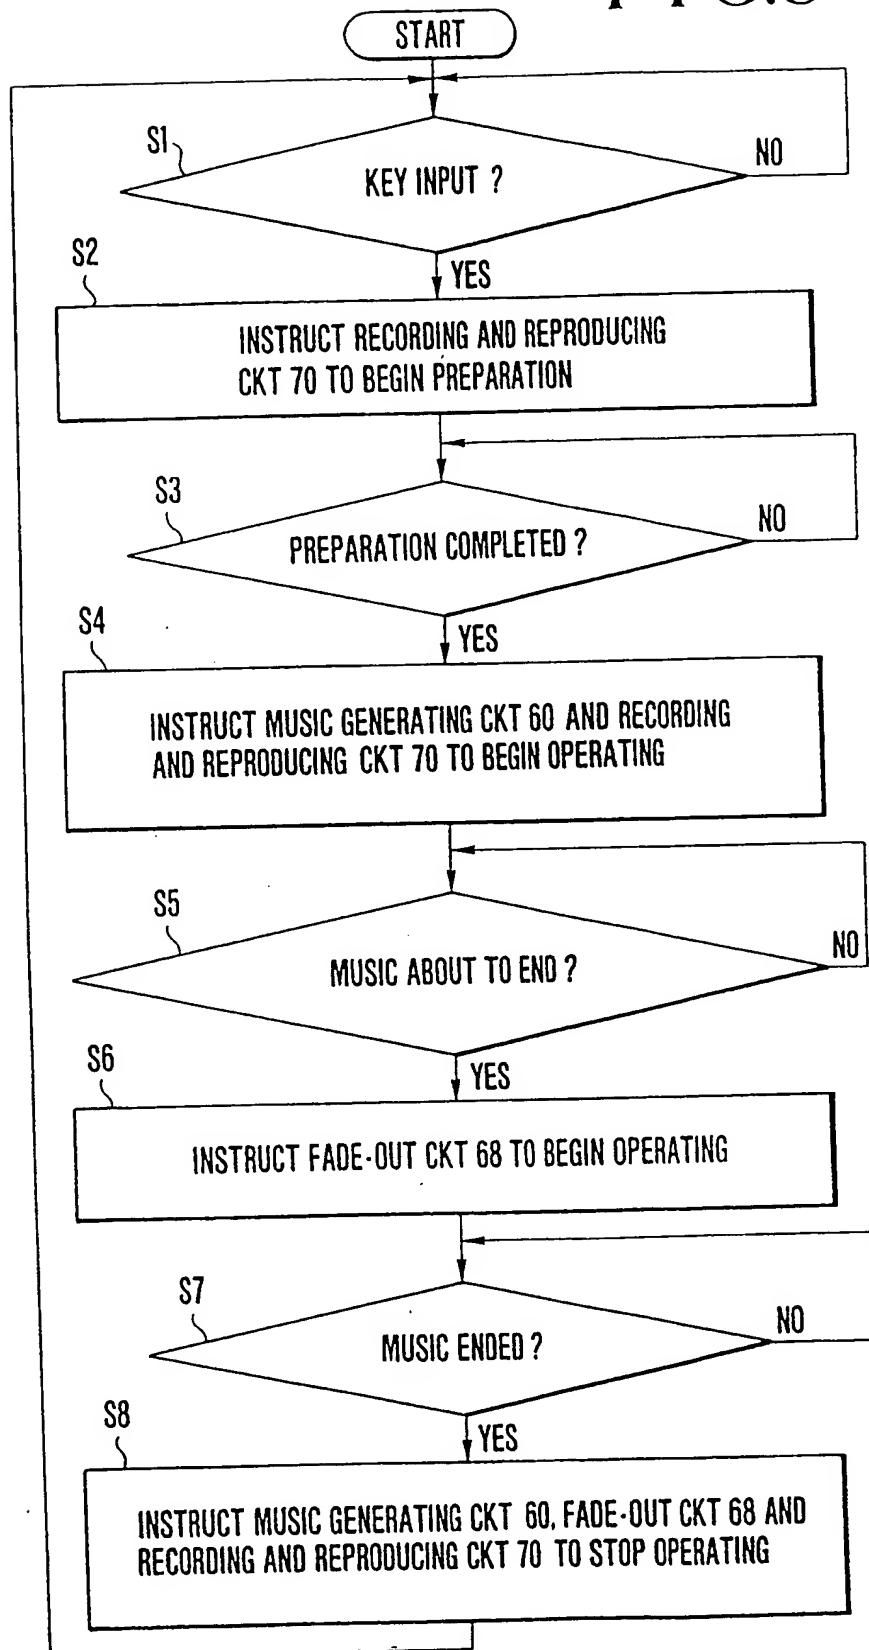 START
S1
KEY INPUT ?
NO
YES
S2
INSTRUCT RECORDING AND REPRODUCING
CKT 70 TO BEGIN PREPARATION
S3
PREPARATION COMPLETED ?
NO
YES
S4
INSTRUCT MUSIC GENERATING CKT 60 AND RECORDING
AND REPRODUCING CKT 70 TO BEGIN OPERATING
S5
MUSIC ABOUT TO END ?
NO
YES
S6
INSTRUCT FADE-OUT CKT 68 TO BEGIN OPERATING
S7
MUSIC ENDED ?
NO
YES
S8
INSTRUCT MUSIC GENERATING CKT 60, FADE-OUT CKT 68 AND
RECORDING AND REPRODUCING CKT 70 TO STOP OPERATING